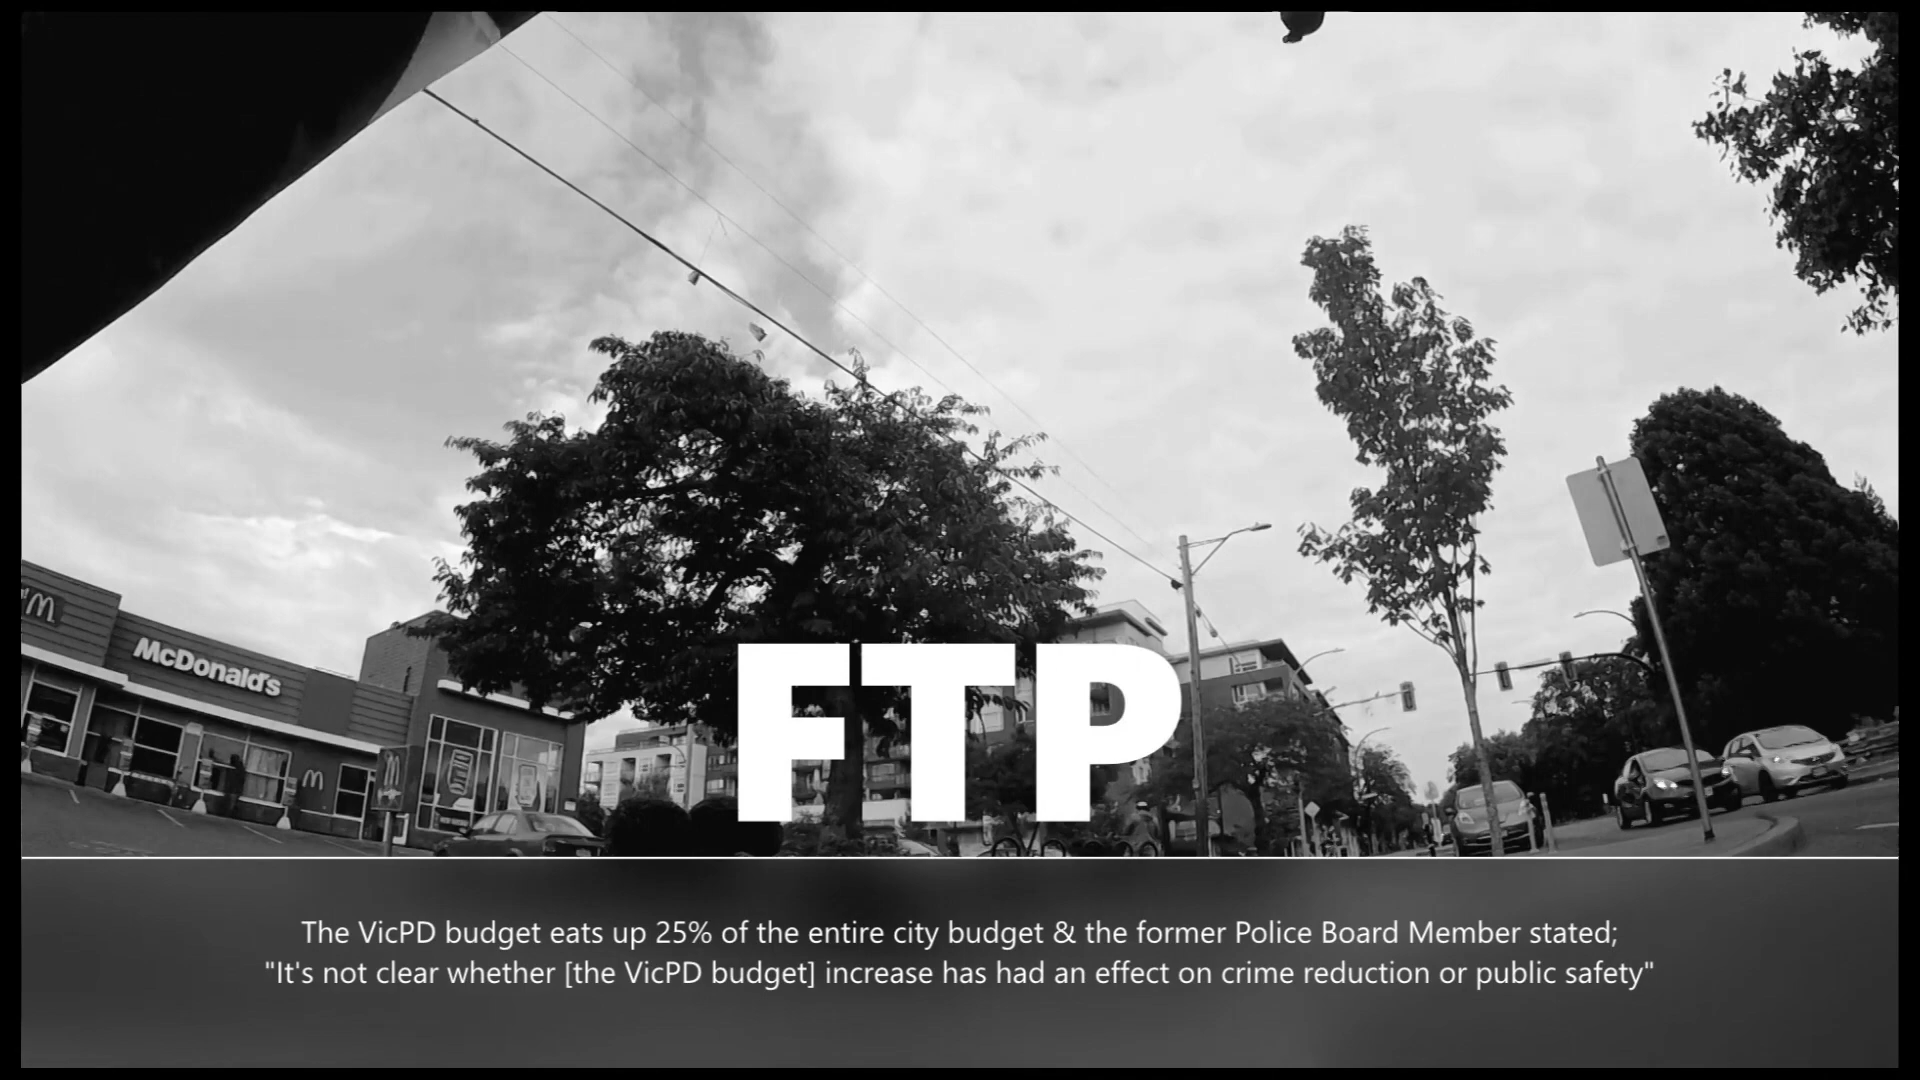 McDonald's
FTP
The VicPD budget eats up 25% of the entire city budget & the former Police Board Member stated;
"It's not clear whether [the VicPD budget] increase has had an effect on crime reduction or public safety"